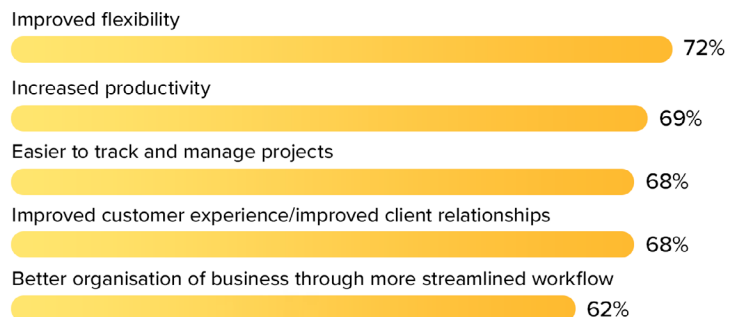 Improved flexibility
72%
Increased productivity
69%
Easier to track and manage projects
68%
Improved customer experience/improved client relationships
68%
Better organisation of business through more streamlined workflow
62%